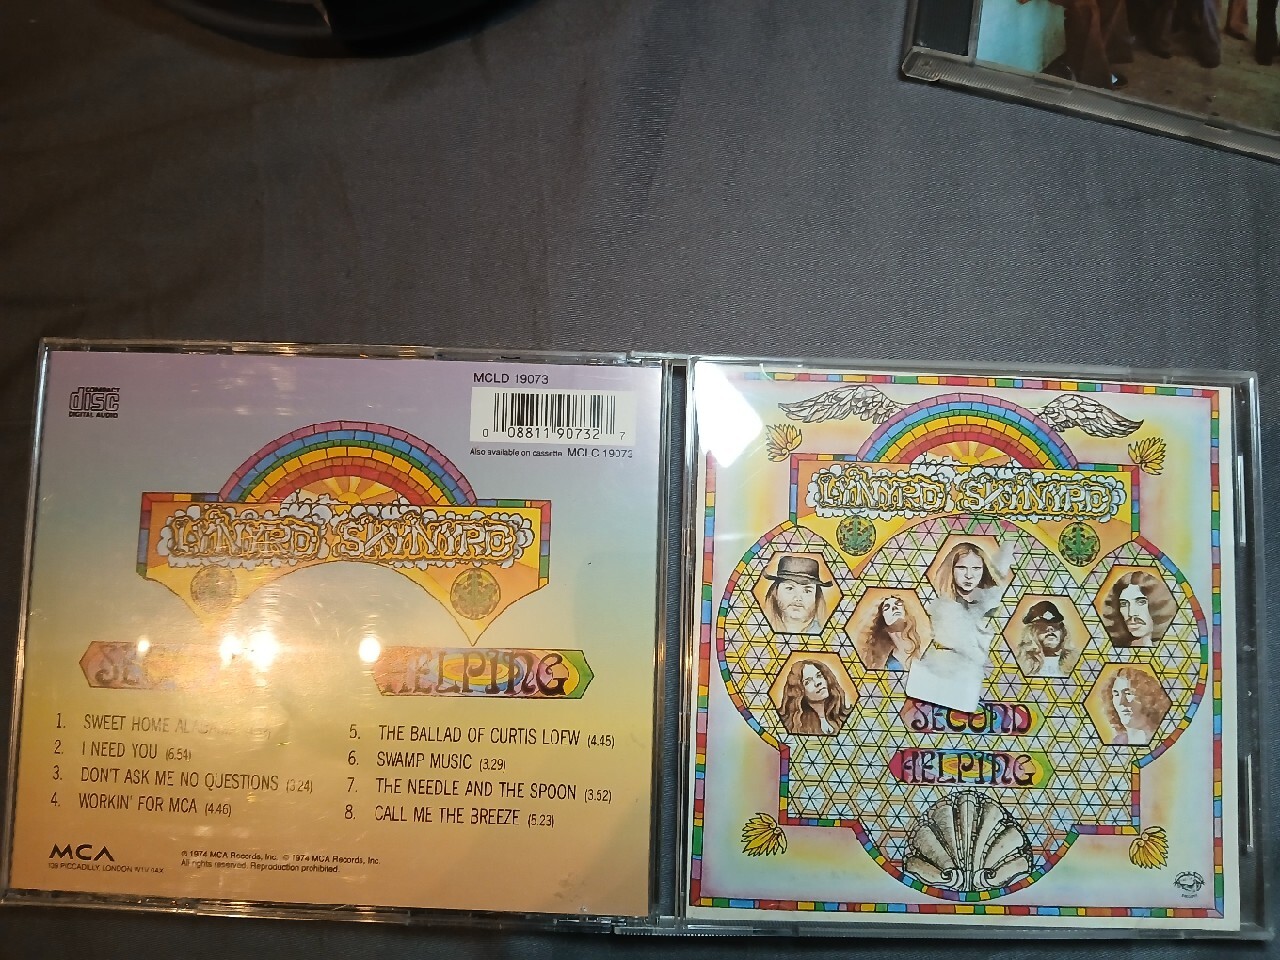 COMPACT
disc
DIGITAL AUDIO
MCLD 19073
0 08811 90732 7
Also available on cassette MCLC 19073
LYNYRD SKYNYRD
HELPING
1. SWEET HOME
2. I NEED YOU (6.54)
3. DON'T ASK ME NO QUESTIONS (3.24)
4. WORKIN' FOR MCA (4.46)
5. THE BALLAD OF CURTIS LOEW (4.45)
6. SWAMP MUSIC (3.29)
7. THE NEEDLE AND THE SPOON (3.52)
8. CALL ME THE BREEZE (5.23)
MCA
139 PICCADILLY, LONDON W1V 0AX
℗ 1974 MCA Records, Inc. © 1974 MCA Records, Inc.
All rights reserved. Reproduction prohibited.
LYNYRD SKYNYRD
SECOND
HELPING